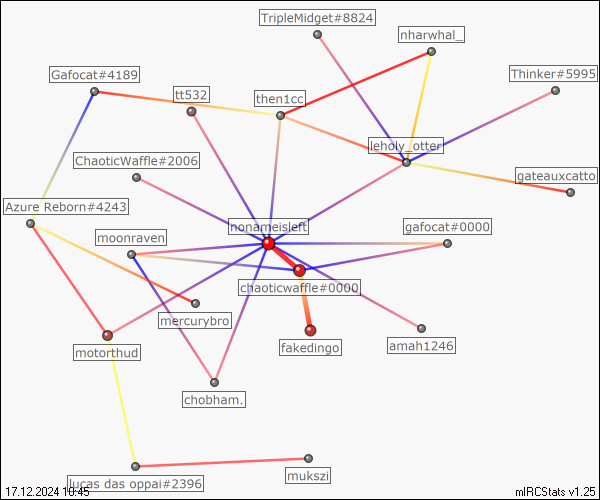 TripleMidget#8824
nharwhal_
Gafocat#4189
Thinker#5995
tt532
then1cc
leholy_otter
ChaoticWaffle#2006
gateauxcatto
Azure Reborn#4243
nonameisleft
gafocat#0000
moonraven
chaoticwaffle#0000
mercurybro
motorthud
fakedingo
amah1246
chobham.
mukszi
lucas das oppai#2396
17.12.2024 10:45
mIRCStats v1.25